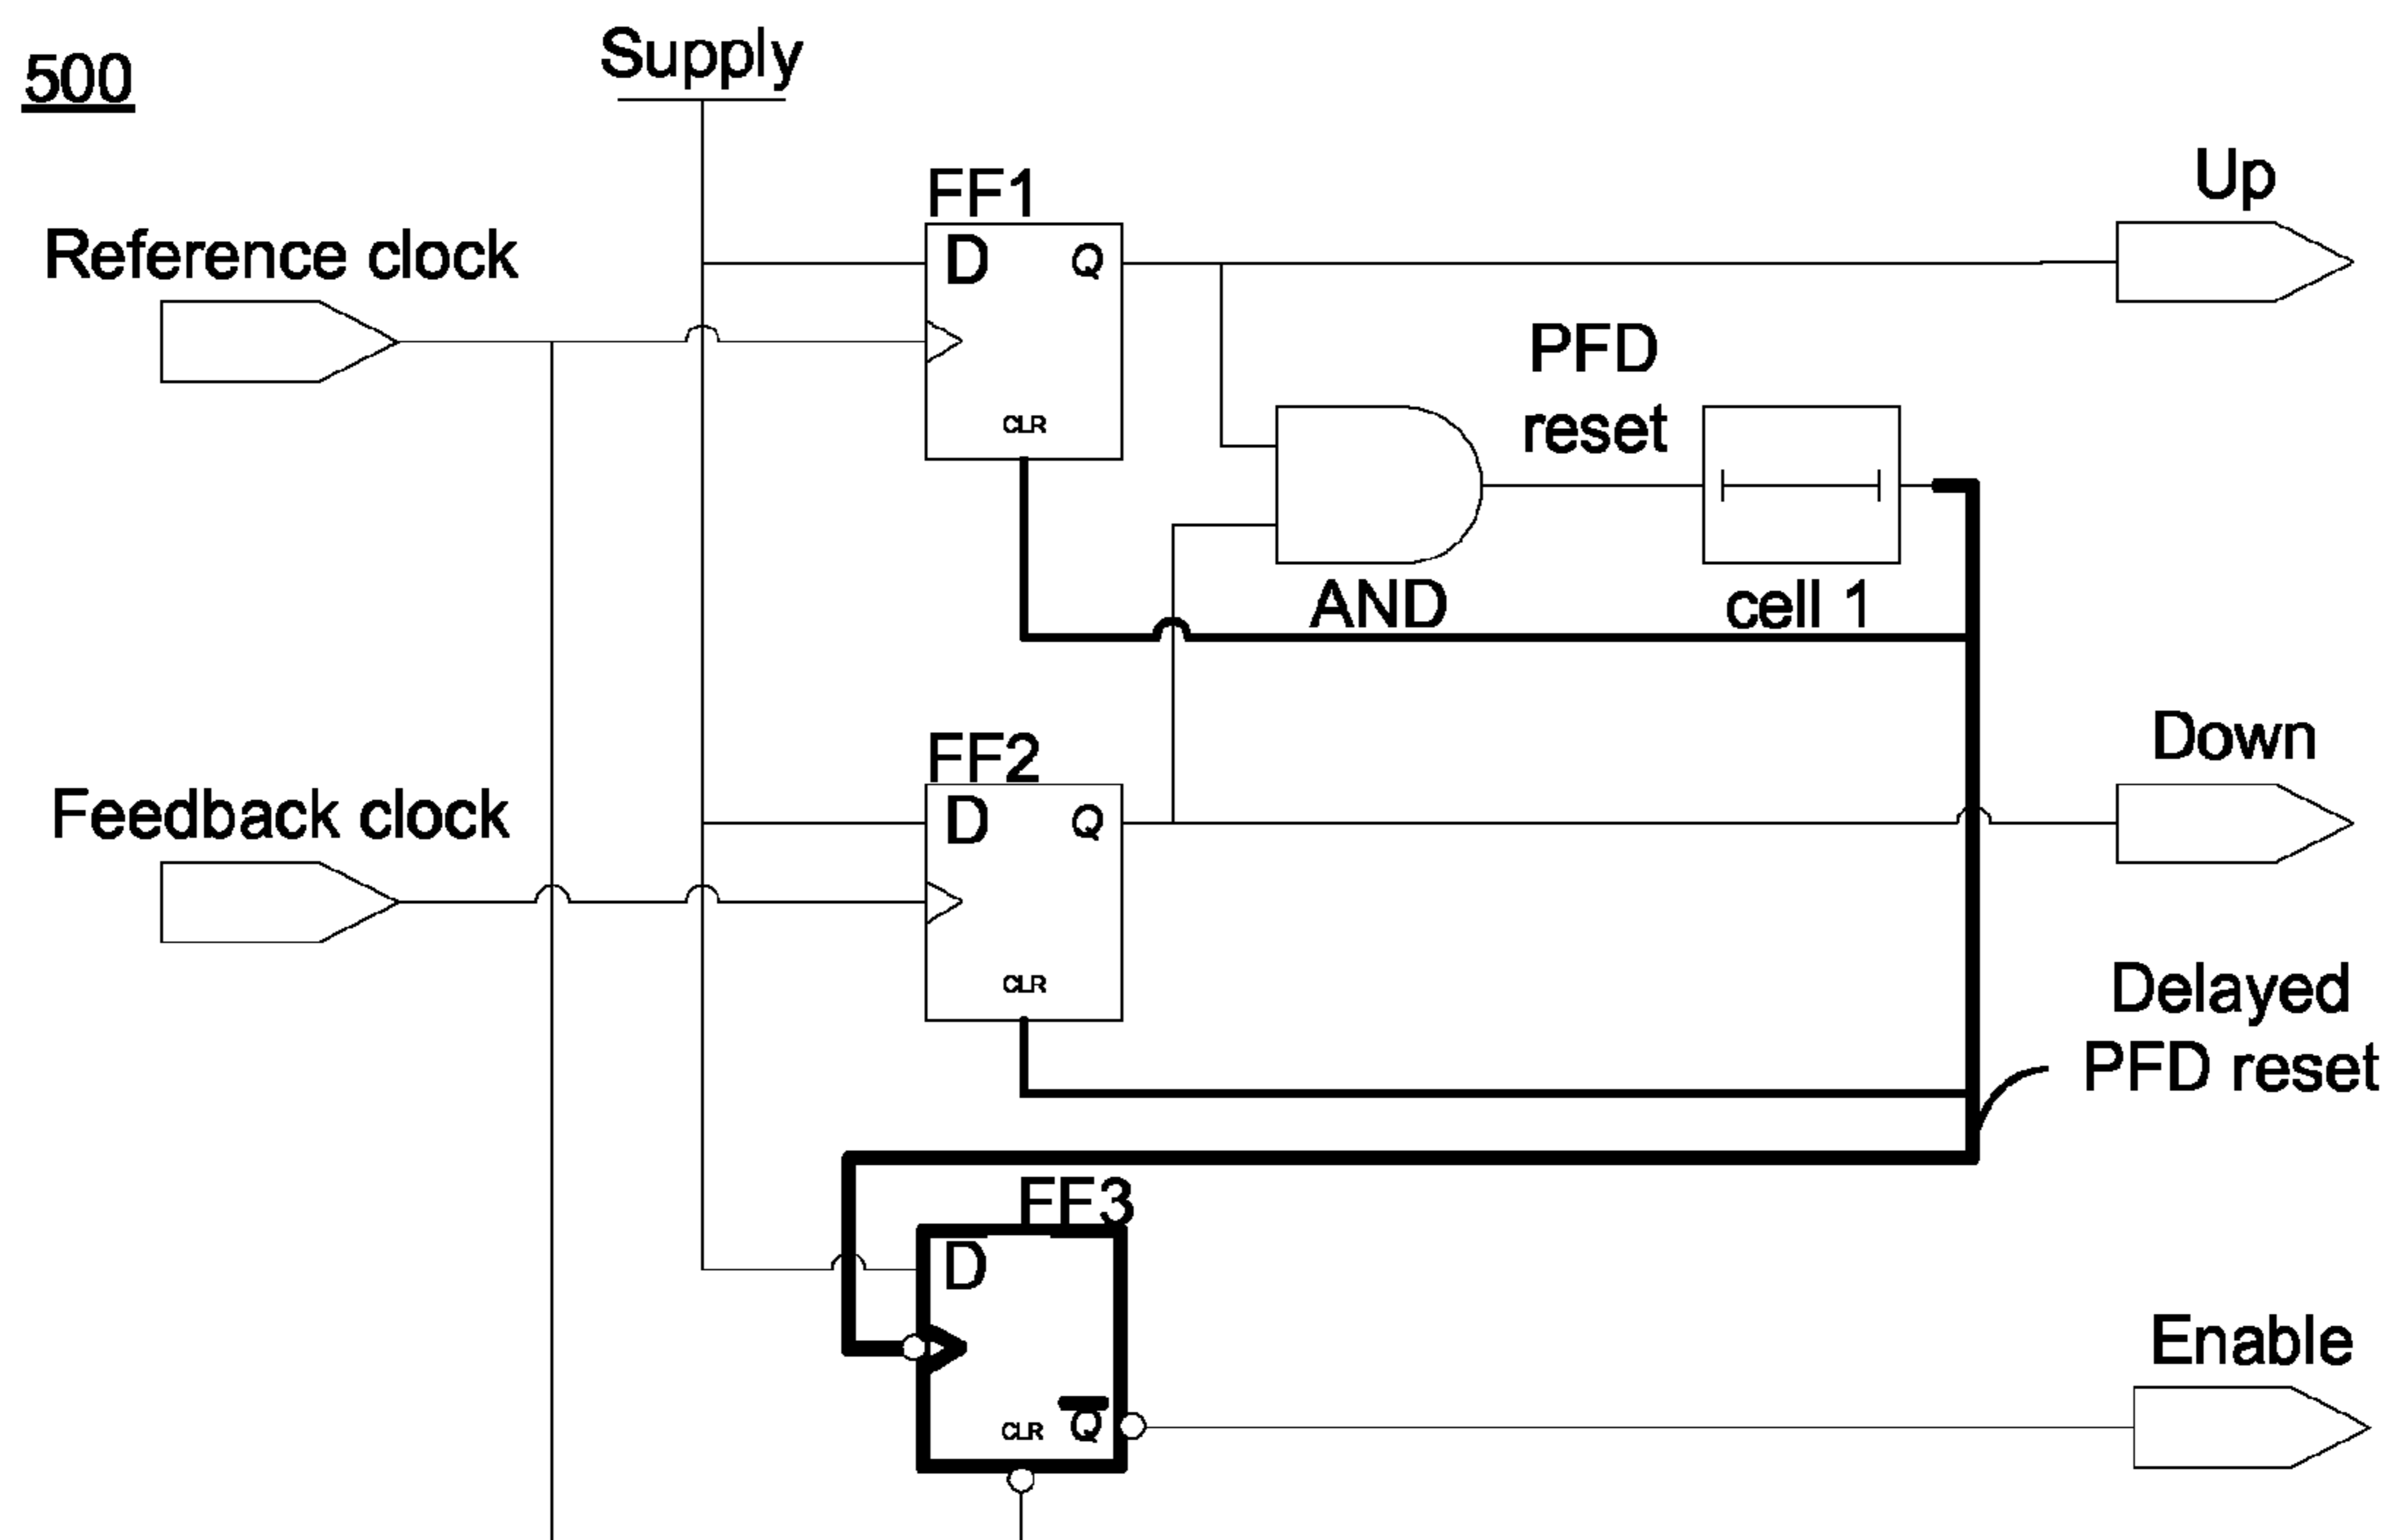 500
Supply
Reference clock
FF1
D
Q
CLR
Up
PFD
reset
AND
cell 1
Feedback clock
FF2
D
Q
CLR
Down
Delayed
PFD reset
FF3
D
CLR
Q̅
Enable